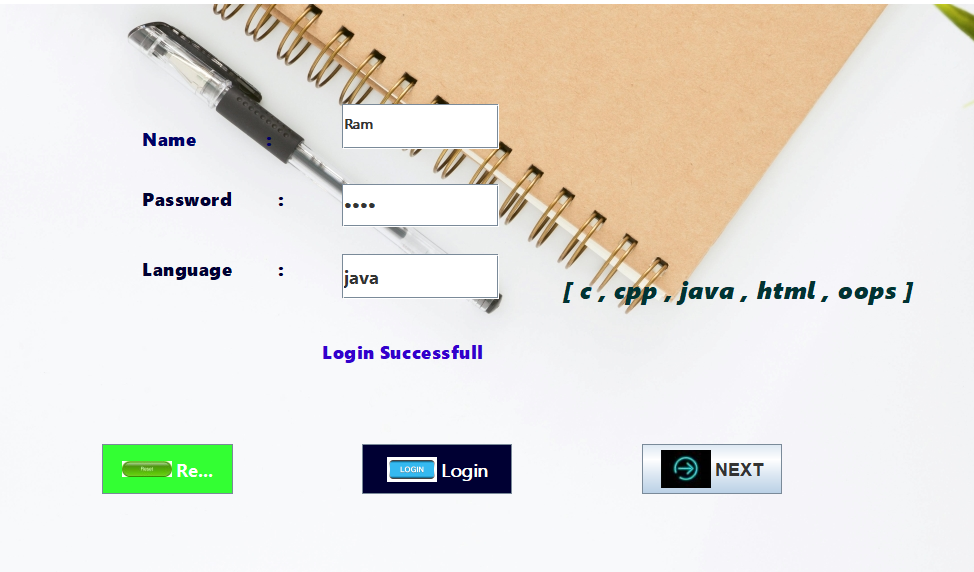 Ram
Name :
Password : ••••
Language : java
[ c , cpp , java , html , oops ]
Login Successfull
Reset Re... LOGIN Login NEXT